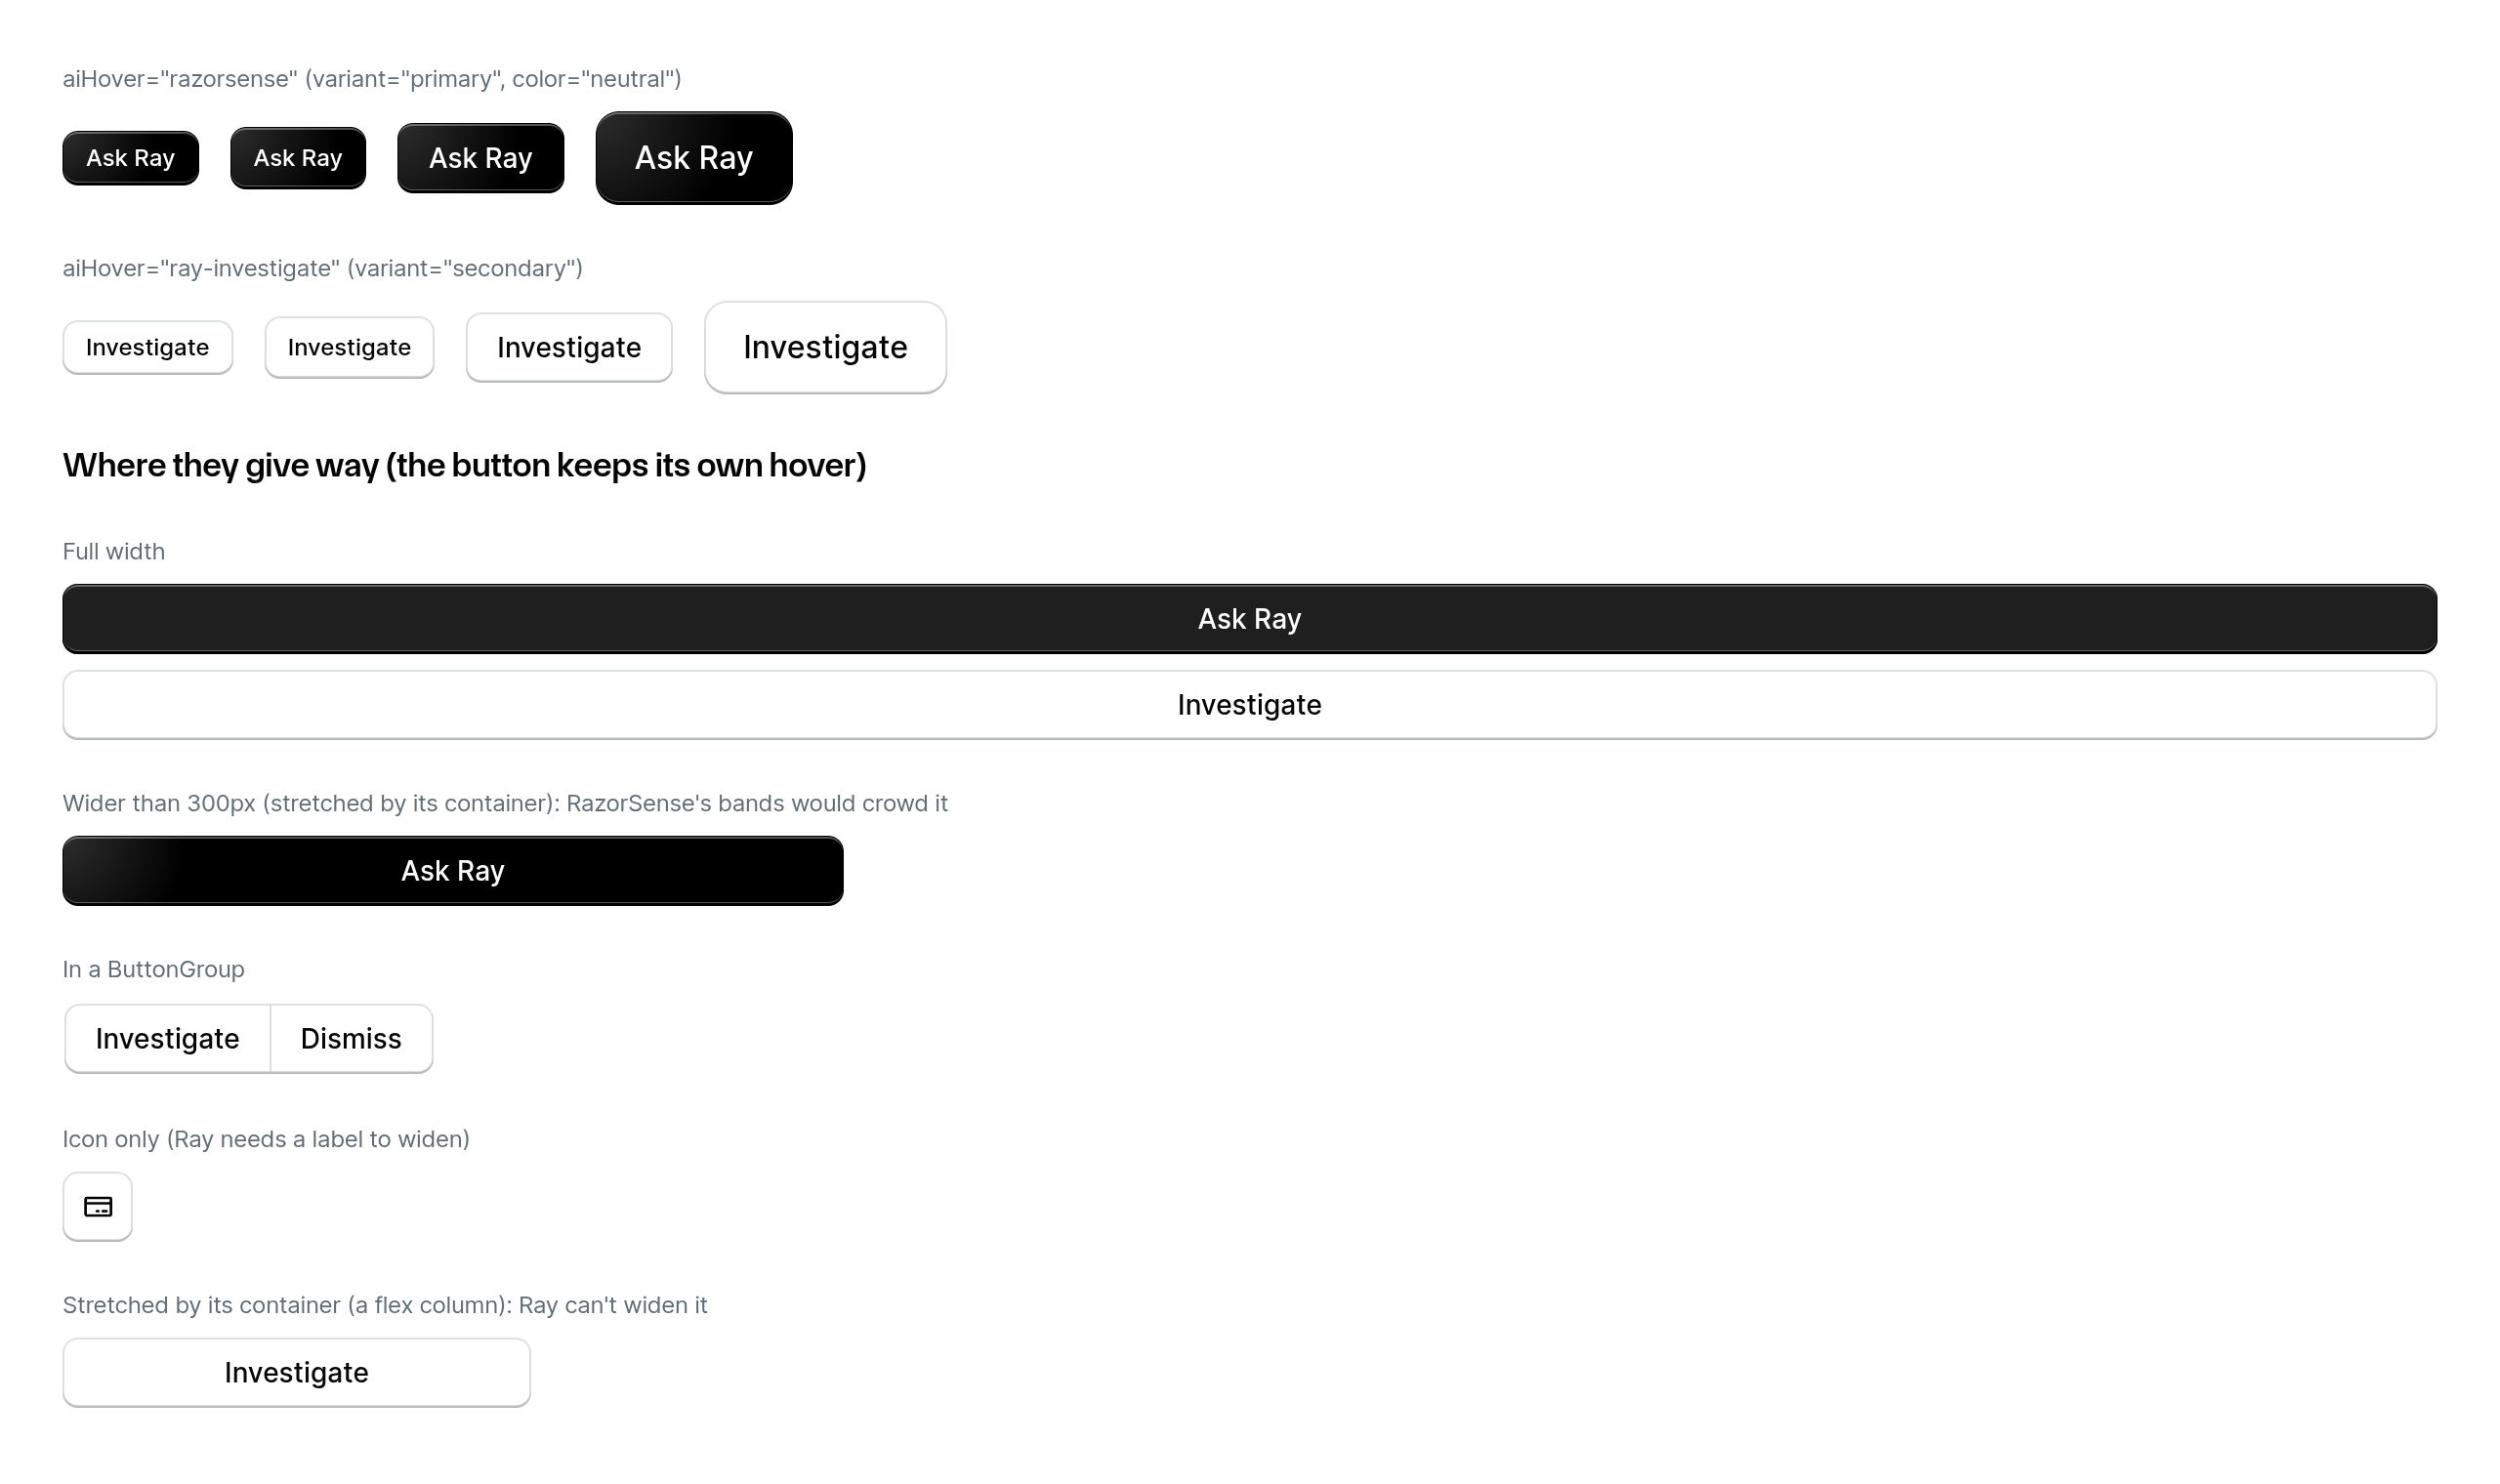 aiHover="razorsense" (variant="primary", color="neutral")
Ask Ray Ask Ray Ask Ray Ask Ray
aiHover="ray-investigate" (variant="secondary")
Investigate Investigate Investigate Investigate
Where they give way (the button keeps its own hover)
Full width
Ask Ray
Investigate
Wider than 300px (stretched by its container): RazorSense's bands would crowd it
Ask Ray
In a ButtonGroup
Investigate Dismiss
Icon only (Ray needs a label to widen)
Stretched by its container (a flex column): Ray can't widen it
Investigate